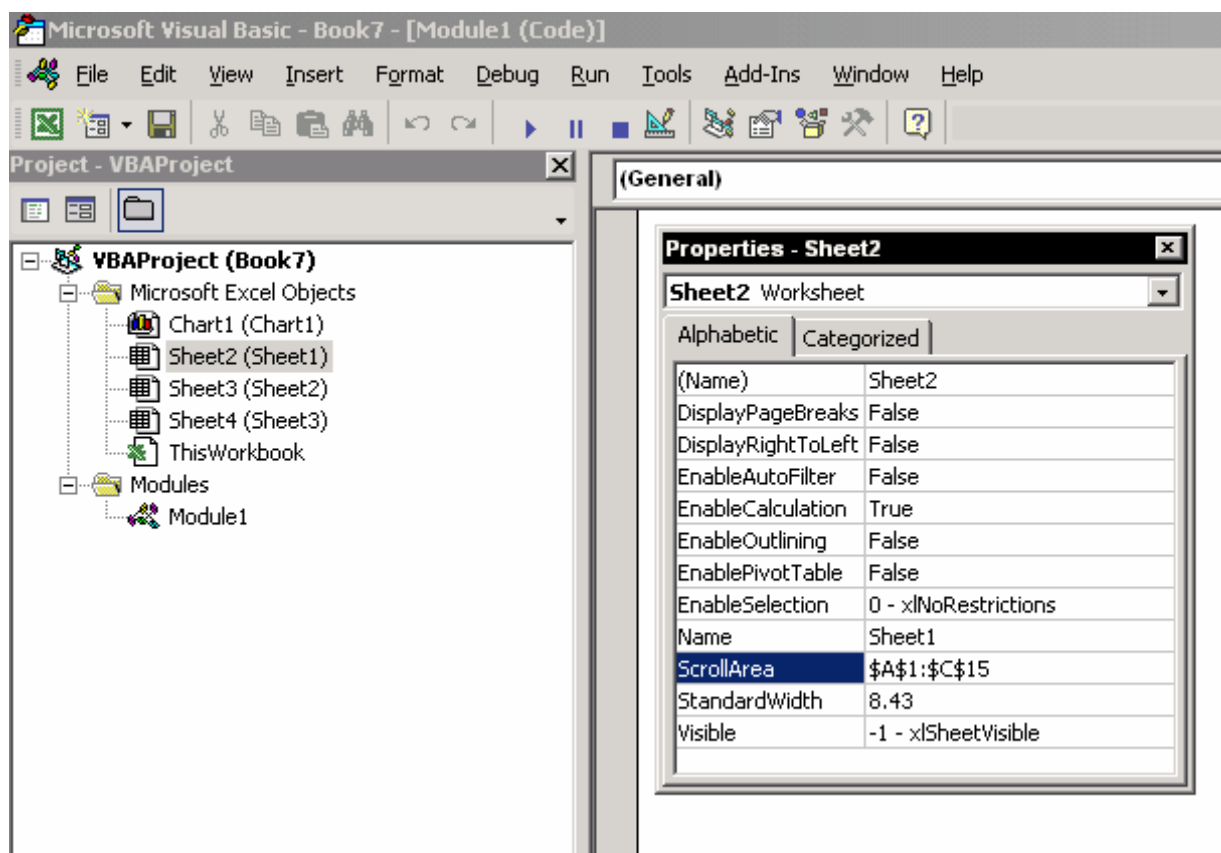 Microsoft Visual Basic - Book7 - [Module1 (Code)]
File Edit View Insert Format Debug Run Tools Add-Ins Window Help
Project - VBAProject
(General)
VBAProject (Book7)
Microsoft Excel Objects
Chart1 (Chart1)
Sheet2 (Sheet1)
Sheet3 (Sheet2)
Sheet4 (Sheet3)
ThisWorkbook
Modules
Module1
Properties - Sheet2
Sheet2 Worksheet
Alphabetic Categorized
(Name) Sheet2
DisplayPageBreaks False
DisplayRightToLeft False
EnableAutoFilter False
EnableCalculation True
EnableOutlining False
EnablePivotTable False
EnableSelection 0 - xlNoRestrictions
Name Sheet1
ScrollArea $A$1:$C$15
StandardWidth 8.43
Visible -1 - xlSheetVisible